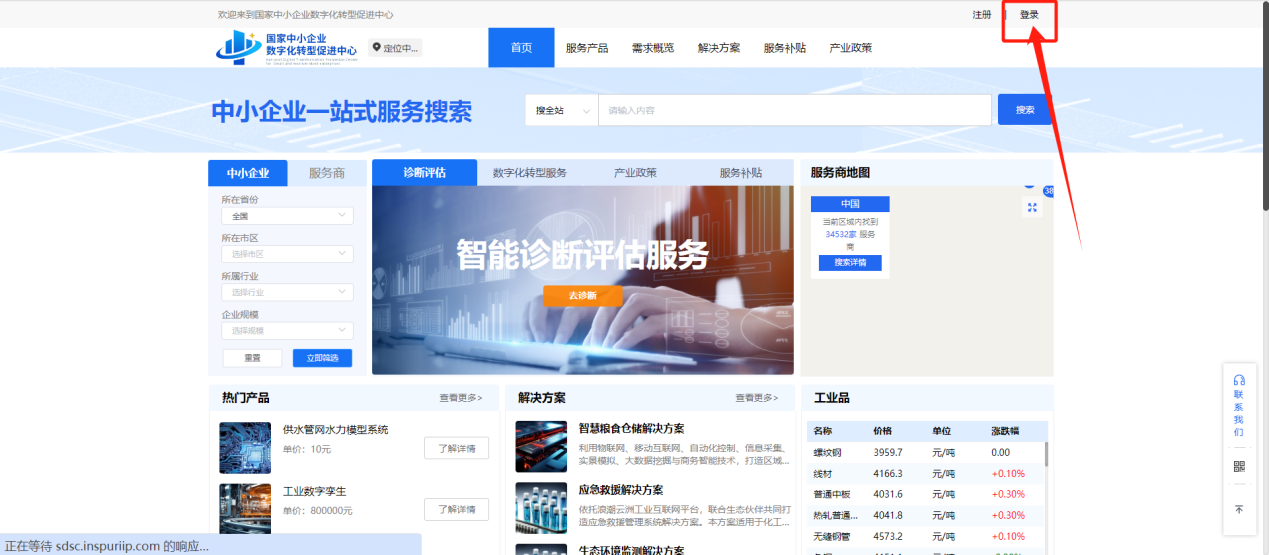 欢迎来到国家中小企业数字化转型促进中心
注册
登录
国家中小企业
数字化转型促进中心
定位中...
首页
服务产品
需求概览
解决方案
服务补贴
产业政策
中小企业一站式服务搜索
搜全站
请输入内容
搜索
中小企业
服务商
所在省份
全国
所在市区
选择市区
所属行业
选择行业
企业规模
选择规模
重置
立即筛选
诊断评估
数字化转型服务
产业政策
服务补贴
智能诊断评估服务
去诊断
服务商地图
中国
当前区域内找到
34532家 服务
商
搜索详情
联
系
我
们
热门产品
查看更多>
供水管网水力模型系统
单价：10元
了解详情
工业数字孪生
单价：800000元
了解详情
解决方案
查看更多>
智慧粮食仓储解决方案
利用物联网、移动互联网、自动化控制、信息采集、
实景模拟、大数据挖掘与商务智能技术，打造区域...
应急救援解决方案
依托浪潮云洲工业互联网平台，联合生态伙伴共同打
造应急救援管理系统解决方案。本方案适用于化工...
生态环境监测解决方案
工业品
名称 价格 单位 涨跌幅
螺纹钢 3959.7 元/吨 0.00
线材 4166.3 元/吨 +0.10%
普通中板 4031.6 元/吨 +0.30%
热轧普通... 4041.8 元/吨 +0.30%
无缝钢管 4573.2 元/吨 +0.10%
正在等待 sdsc.inspuriip.com 的响应...